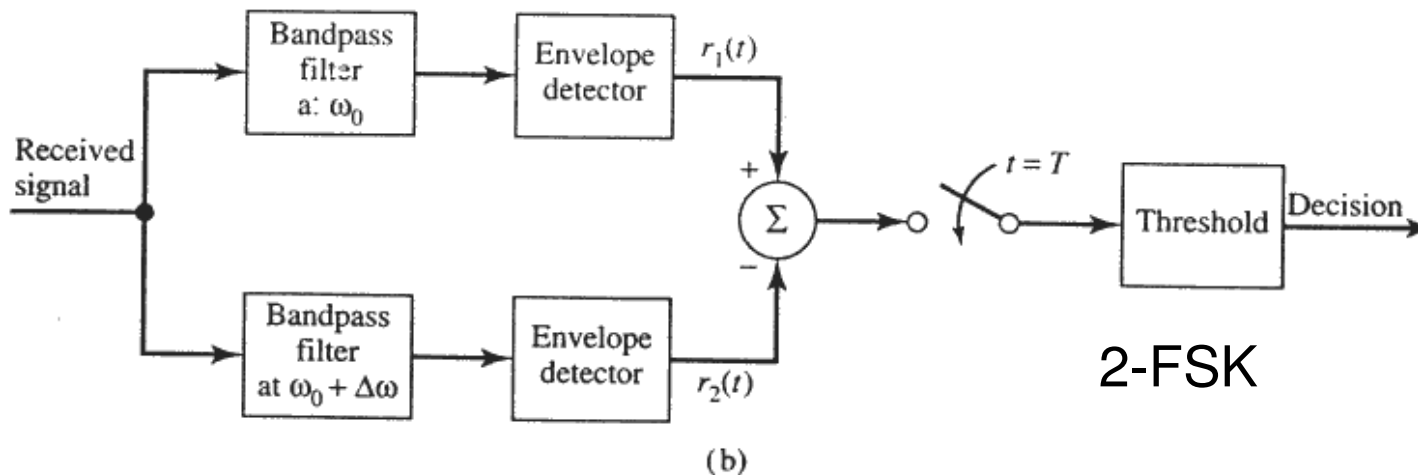 Bandpass
filter
a: ω₀
Envelope
detector
r₁(t)
Received
signal
+
Σ
−
t = T
Threshold
Decision
Bandpass
filter
at ω₀ + Δω
Envelope
detector
r₂(t)
2-FSK
(b)